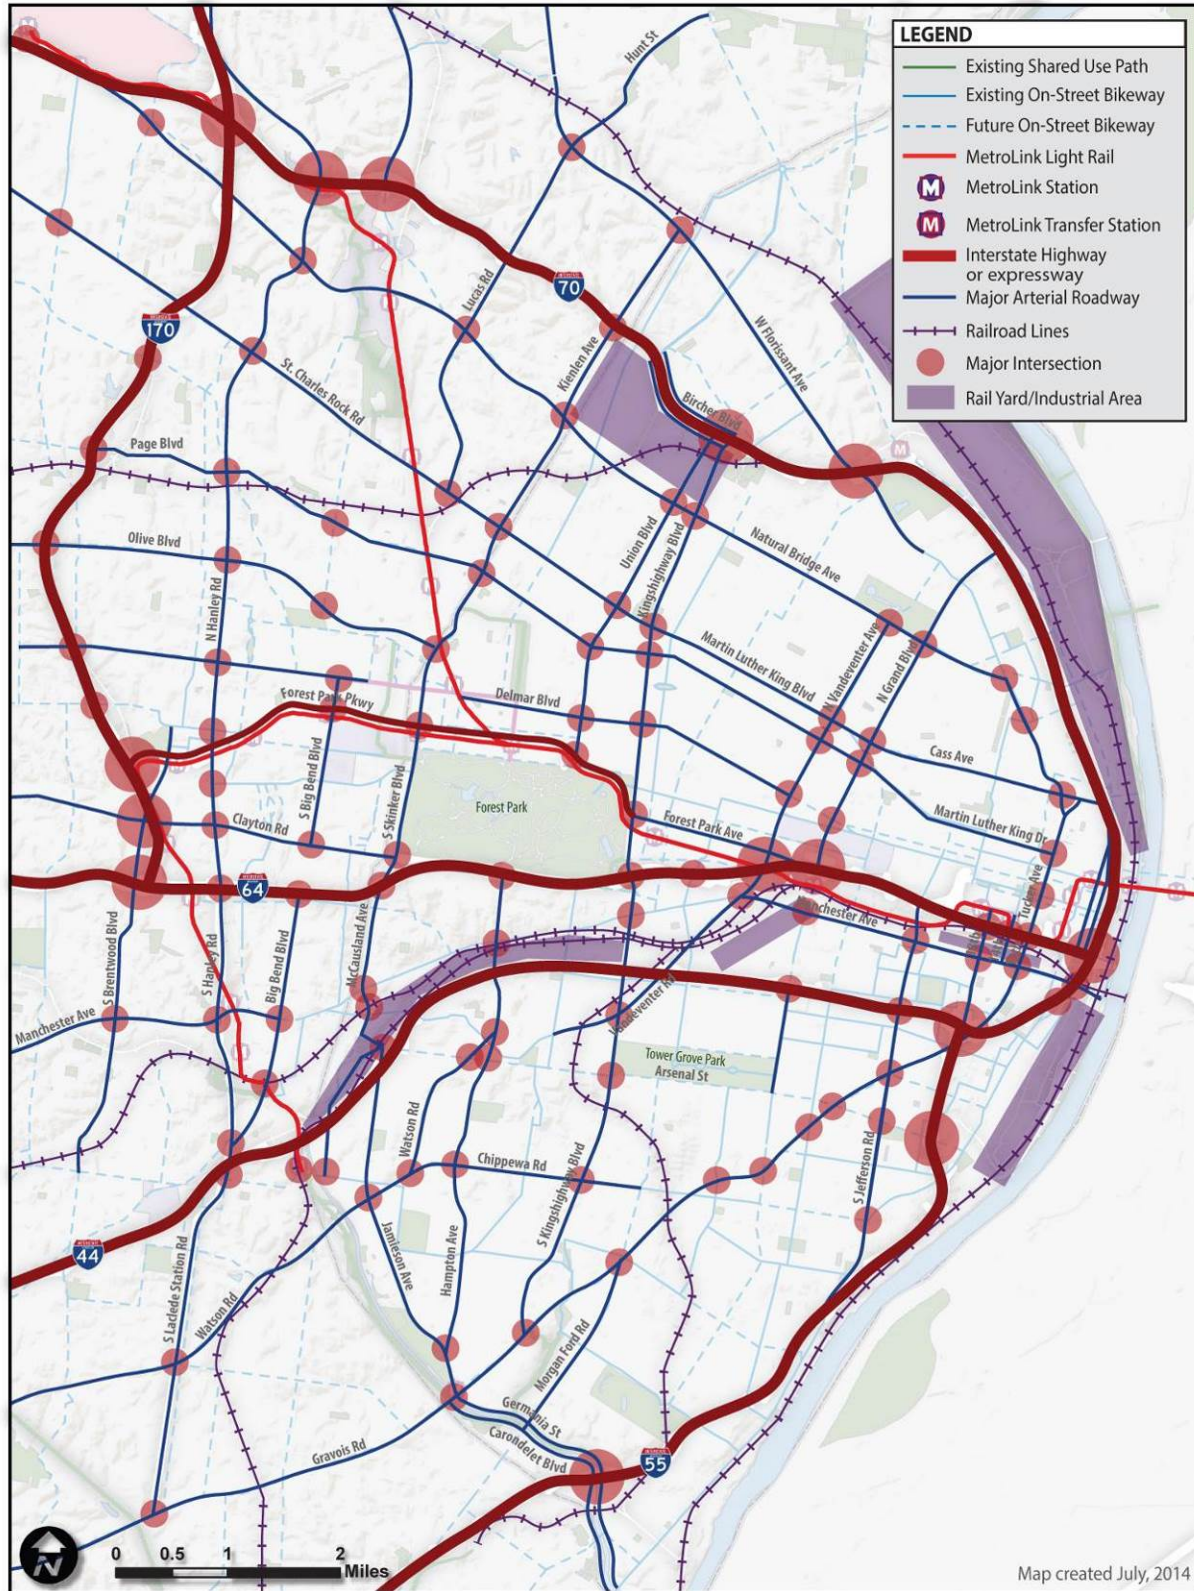 LEGEND
Existing Shared Use Path
Existing On-Street Bikeway
Future On-Street Bikeway
MetroLink Light Rail
M
MetroLink Station
M
MetroLink Transfer Station
Interstate Highway
or expressway
Major Arterial Roadway
Railroad Lines
Major Intersection
Rail Yard/Industrial Area
Hunt St
Lucas Rd
70
170
W Florissant Ave
Kienlen Ave
St. Charles Rock Rd
Bircher Blvd
M
Page Blvd
Olive Blvd
Union Blvd
Kingshighway Blvd
Natural Bridge Ave
N Hanley Rd
Martin Luther King Blvd
N Vandeventer Ave
N Grand Blvd
Forest Park Pkwy
Delmar Blvd
Cass Ave
S Big Bend Blvd
S Skinker Blvd
Forest Park
Clayton Rd
Forest Park Ave
Martin Luther King Dr
64
Tucker Ave
Manchester Ave
S Brentwood Blvd
S Hanley Rd
Big Bend Blvd
McCausland Ave
Vandeventer Rd
Manchester Ave
Tower Grove Park
Arsenal St
Watson Rd
Chippewa Rd
S Kingshighway Blvd
S Jefferson Rd
44
S Laclede Station Rd
Watson Rd
Jamieson Ave
Hampton Ave
Morgan Ford Rd
Germania St
Carondelet Blvd
Gravois Rd
55
N
0 0.5 1 2
Miles
Map created July, 2014